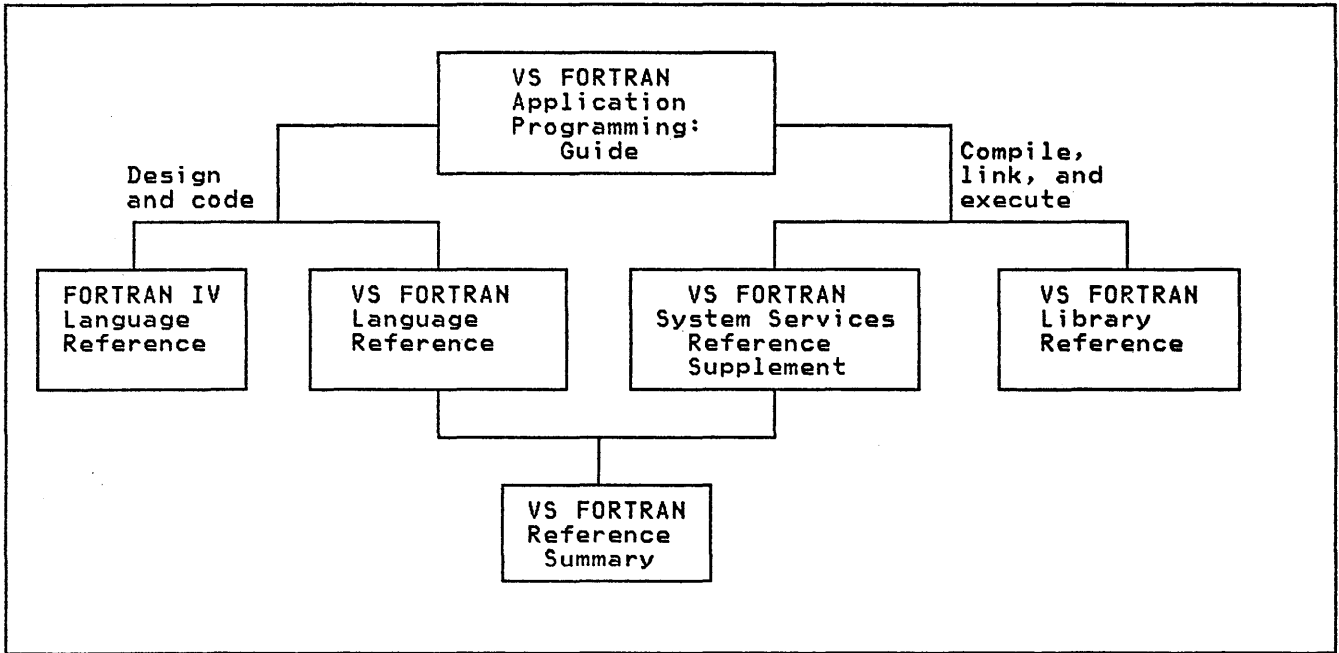 VS FORTRAN
Application
Programming:
Guide
Design
and code
Compile,
link, and
execute
FORTRAN IV
Language
Reference
VS FORTRAN
Language
Reference
VS FORTRAN
System Services
Reference
Supplement
VS FORTRAN
Library
Reference
VS FORTRAN
Reference
Summary